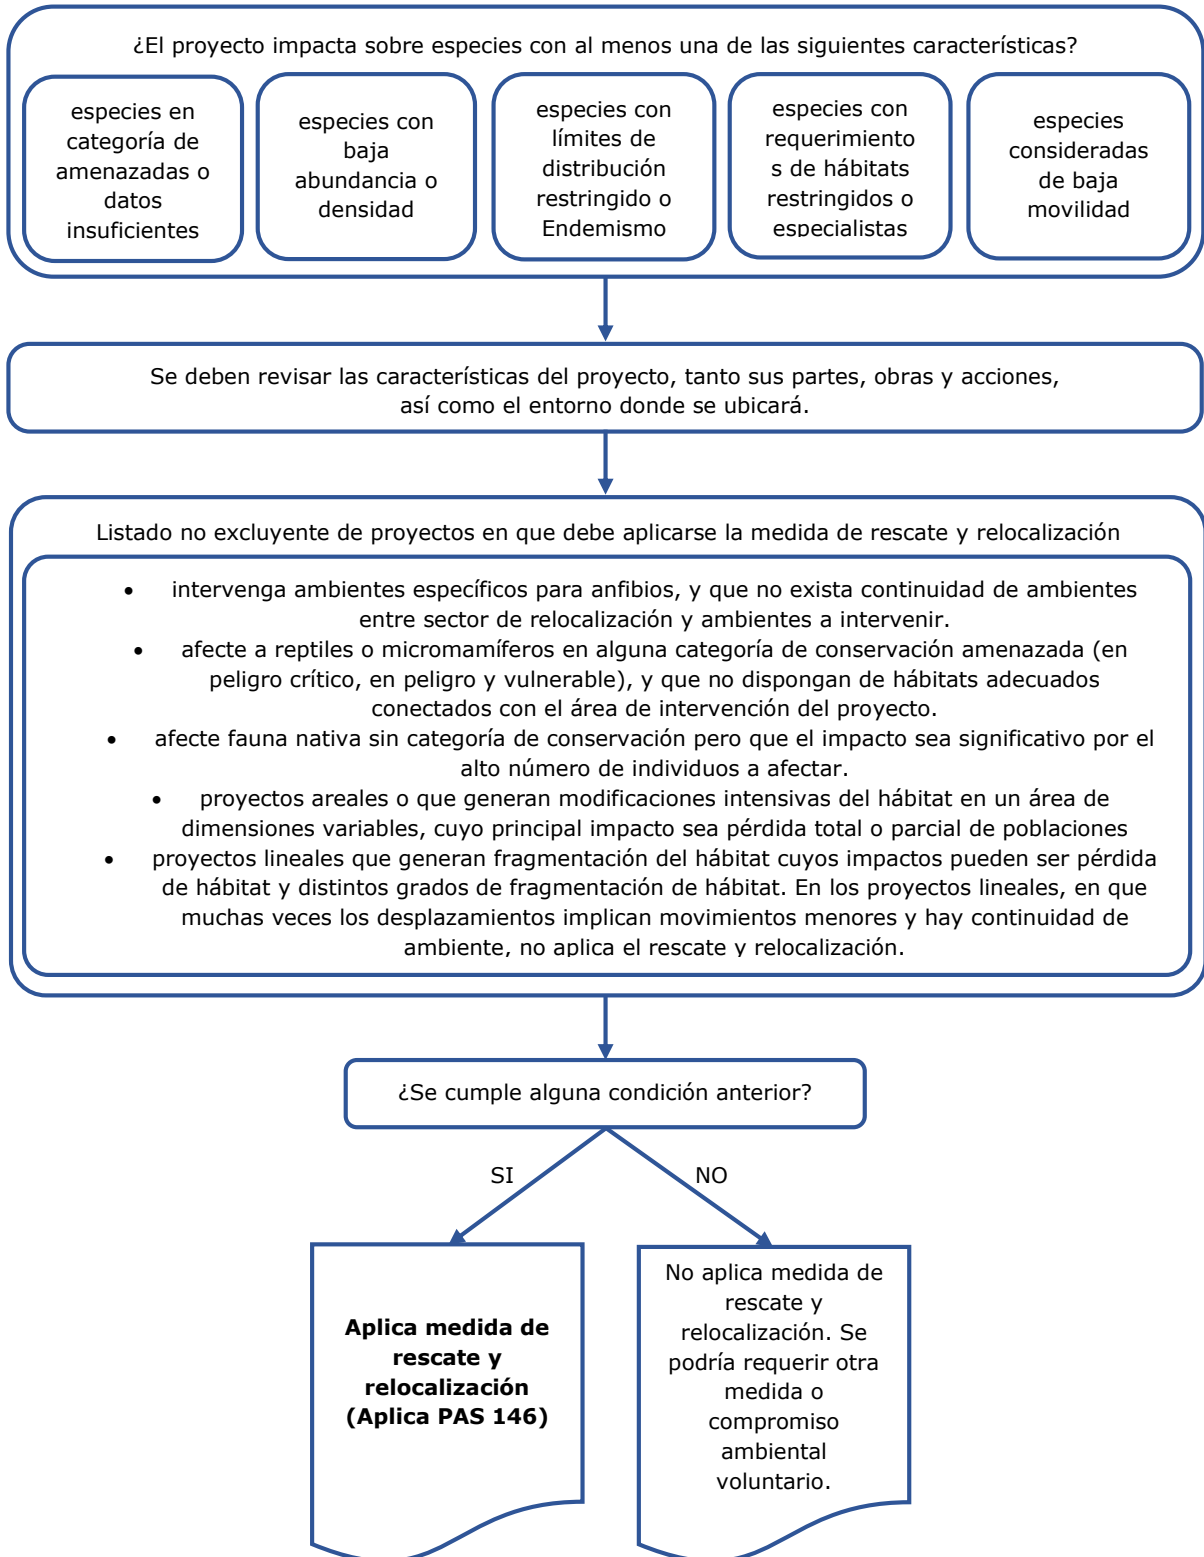 ¿El proyecto impacta sobre especies con al menos una de las siguientes características?
especies en
categoría de
amenazadas o
datos
insuficientes
especies con
baja
abundancia o
densidad
especies con
límites de
distribución
restringido o
Endemismo
especies con
requerimiento
s de hábitats
restringidos o
especialistas
especies
consideradas
de baja
movilidad
Se deben revisar las características del proyecto, tanto sus partes, obras y acciones,
así como el entorno donde se ubicará.
Listado no excluyente de proyectos en que debe aplicarse la medida de rescate y relocalización
• intervenga ambientes específicos para anfibios, y que no exista continuidad de ambientes
entre sector de relocalización y ambientes a intervenir.
• afecte a reptiles o micromamíferos en alguna categoría de conservación amenazada (en
peligro crítico, en peligro y vulnerable), y que no dispongan de hábitats adecuados
conectados con el área de intervención del proyecto.
• afecte fauna nativa sin categoría de conservación pero que el impacto sea significativo por el
alto número de individuos a afectar.
• proyectos areales o que generan modificaciones intensivas del hábitat en un área de
dimensiones variables, cuyo principal impacto sea pérdida total o parcial de poblaciones
• proyectos lineales que generan fragmentación del hábitat cuyos impactos pueden ser pérdida
de hábitat y distintos grados de fragmentación de hábitat. En los proyectos lineales, en que
muchas veces los desplazamientos implican movimientos menores y hay continuidad de
ambiente, no aplica el rescate y relocalización.
¿Se cumple alguna condición anterior?
SI
NO
Aplica medida de
rescate y
relocalización
(Aplica PAS 146)
No aplica medida de
rescate y
relocalización. Se
podría requerir otra
medida o
compromiso
ambiental
voluntario.